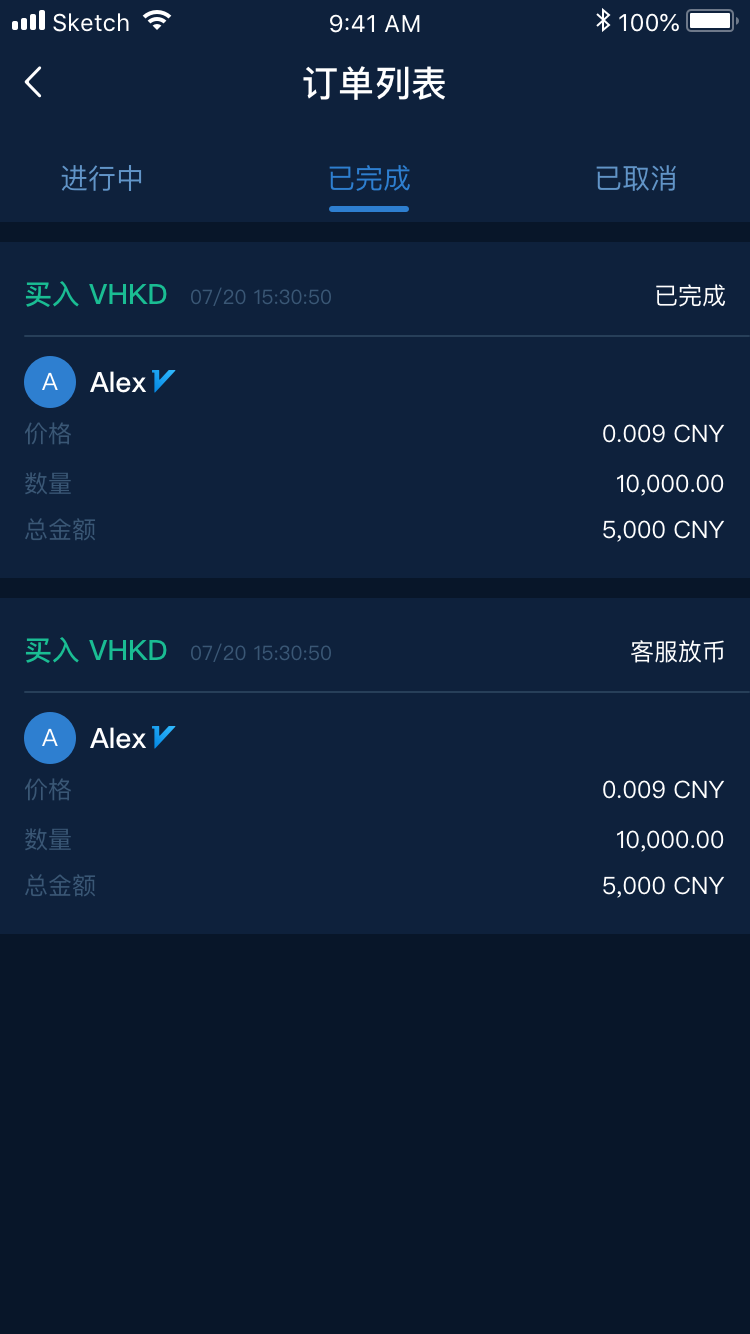 Sketch 9:41 AM 100%
订单列表
进行中 已完成 已取消
买入 VHKD 07/20 15:30:50 已完成
A Alex
价格 0.009 CNY
数量 10,000.00
总金额 5,000 CNY
买入 VHKD 07/20 15:30:50 客服放币
A Alex
价格 0.009 CNY
数量 10,000.00
总金额 5,000 CNY